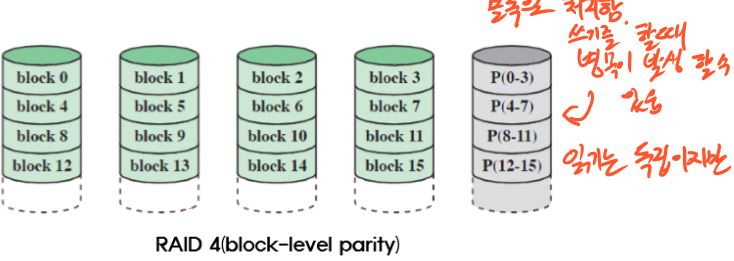 블록으로 처리함
쓰기를 할때
병목이 발생 할수
있음
읽기는 독립이지만
block 0 block 1 block 2 block 3 P(0-3)
block 4 block 5 block 6 block 7 P(4-7)
block 8 block 9 block 10 block 11 P(8-11)
block 12 block 13 block 14 block 15 P(12-15)
RAID 4(block-level parity)